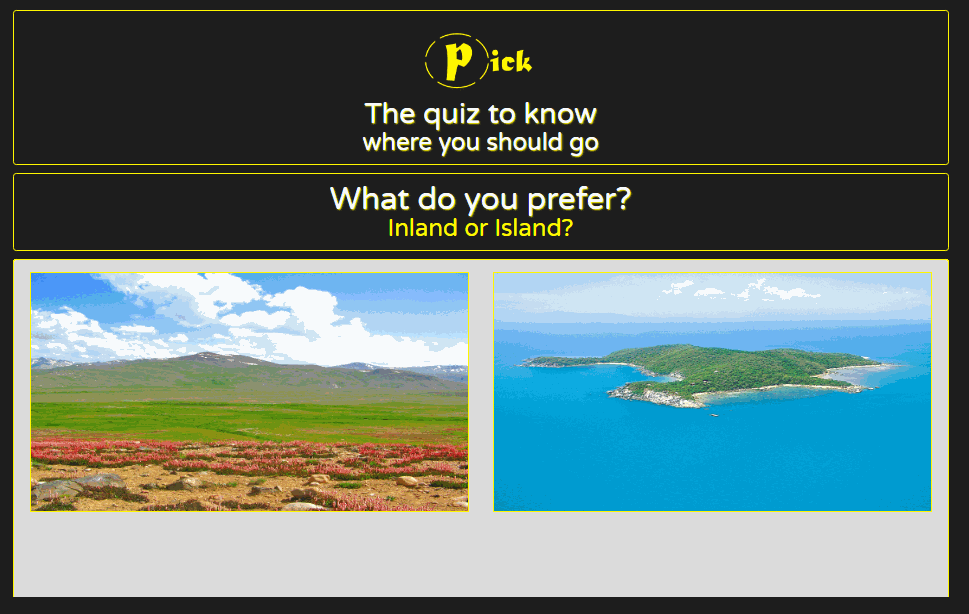 Pick
The quiz to know
where you should go
What do you prefer?
Inland or Island?